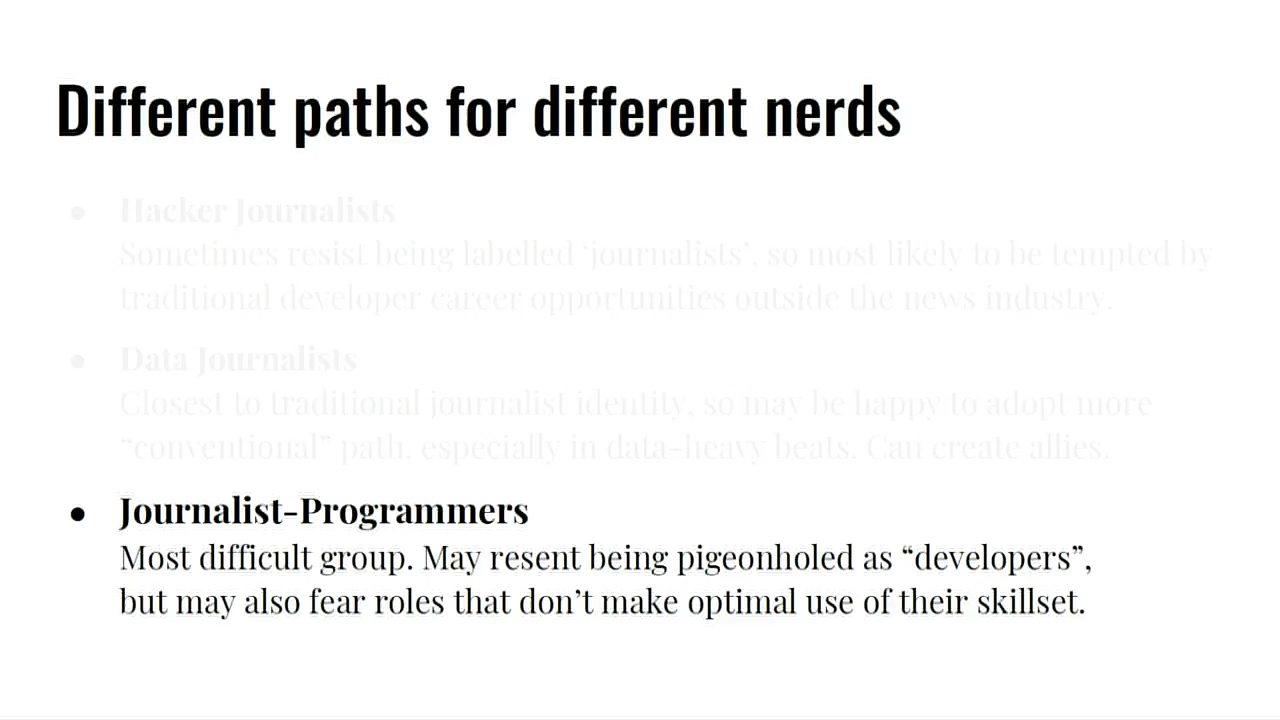 Different paths for different nerds
● Hacker Journalists
Sometimes resist being labelled ‘journalists’, so most likely to be tempted by
traditional developer career opportunities outside the news industry.
● Data Journalists
Closest to traditional journalist identity, so may be happy to adopt more
“conventional” path, especially in data-heavy beats. Can create allies.
● Journalist-Programmers
Most difficult group. May resent being pigeonholed as “developers”,
but may also fear roles that don’t make optimal use of their skillset.